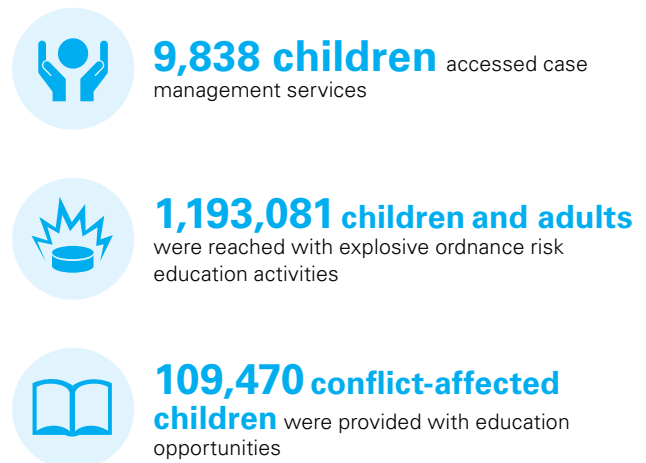 9,838 children accessed case
management services
1,193,081 children and adults
were reached with explosive ordnance risk
education activities
109,470 conflict-affected
children were provided with education
opportunities